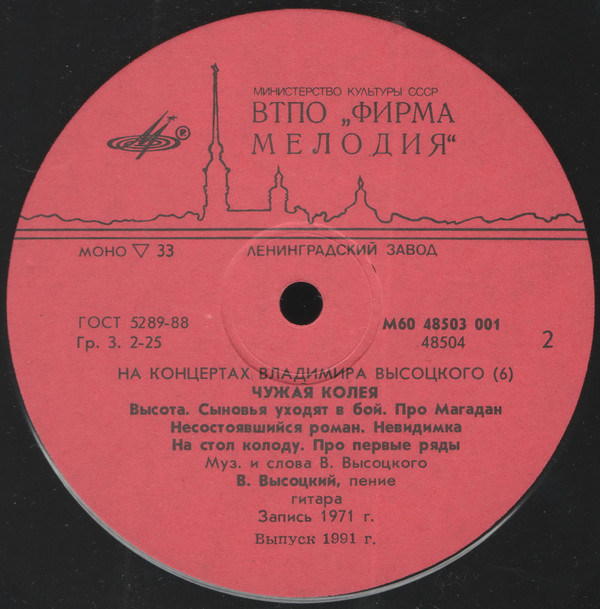 МИНИСТЕРСТВО КУЛЬТУРЫ СССР
ВТПО „ФИРМА
МЕЛОДИЯ“
МОНО ▽ 33 ЛЕНИНГРАДСКИЙ ЗАВОД
ГОСТ 5289-88 М60 48503 001
Гр. 3. 2-25 48504 2
НА КОНЦЕРТАХ ВЛАДИМИРА ВЫСОЦКОГО (6)
ЧУЖАЯ КОЛЕЯ
Высота. Сыновья уходят в бой. Про Магадан
Несостоявшийся роман. Невидимка
На стол колоду. Про первые ряды
Муз. и слова В. Высоцкого
В. Высоцкий, пение
гитара
Запись 1971 г.
Выпуск 1991 г.